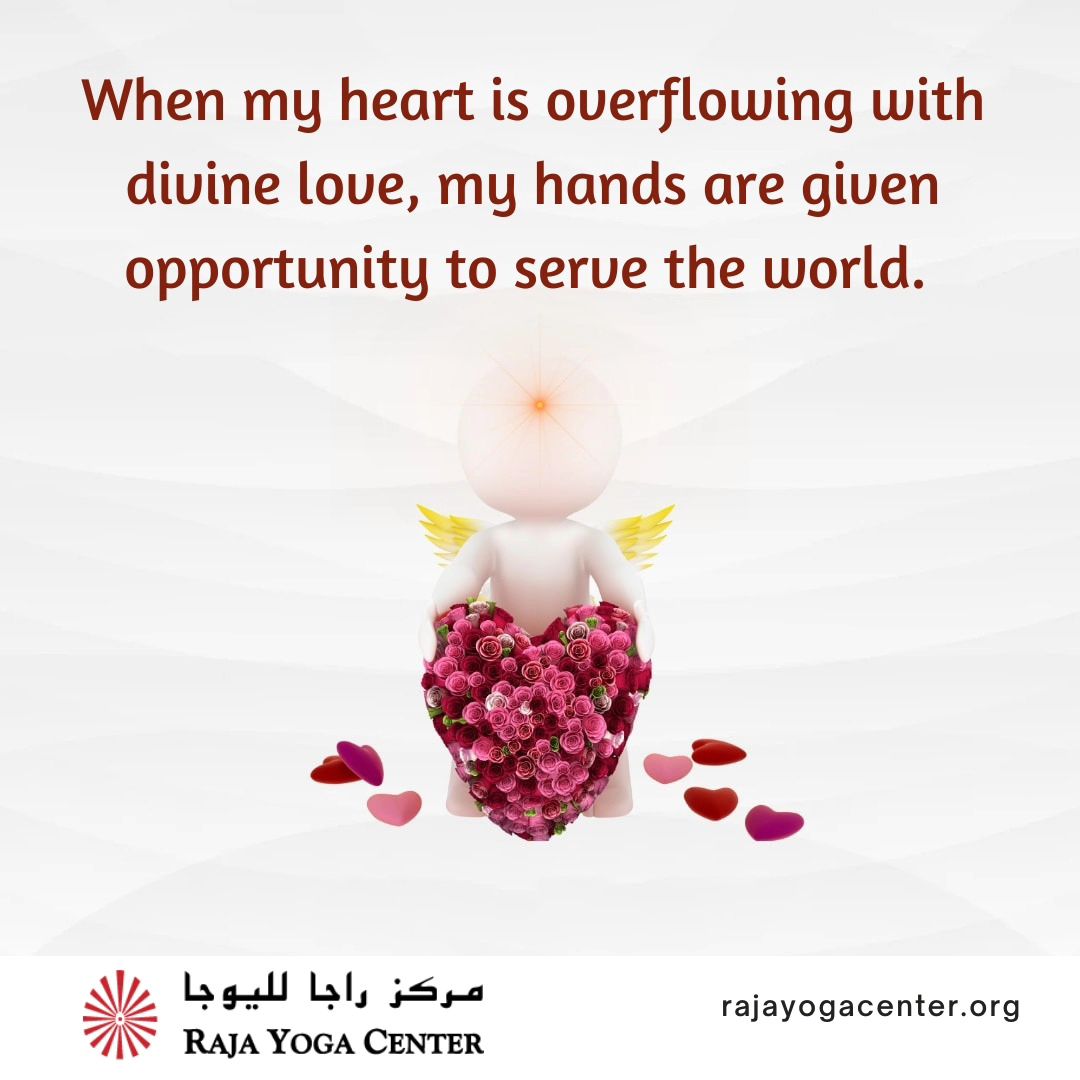 When my heart is overflowing with
divine love, my hands are given
opportunity to serve the world.
مركز راجا لليوجا
RAJA YOGA CENTER
rajayogacenter.org